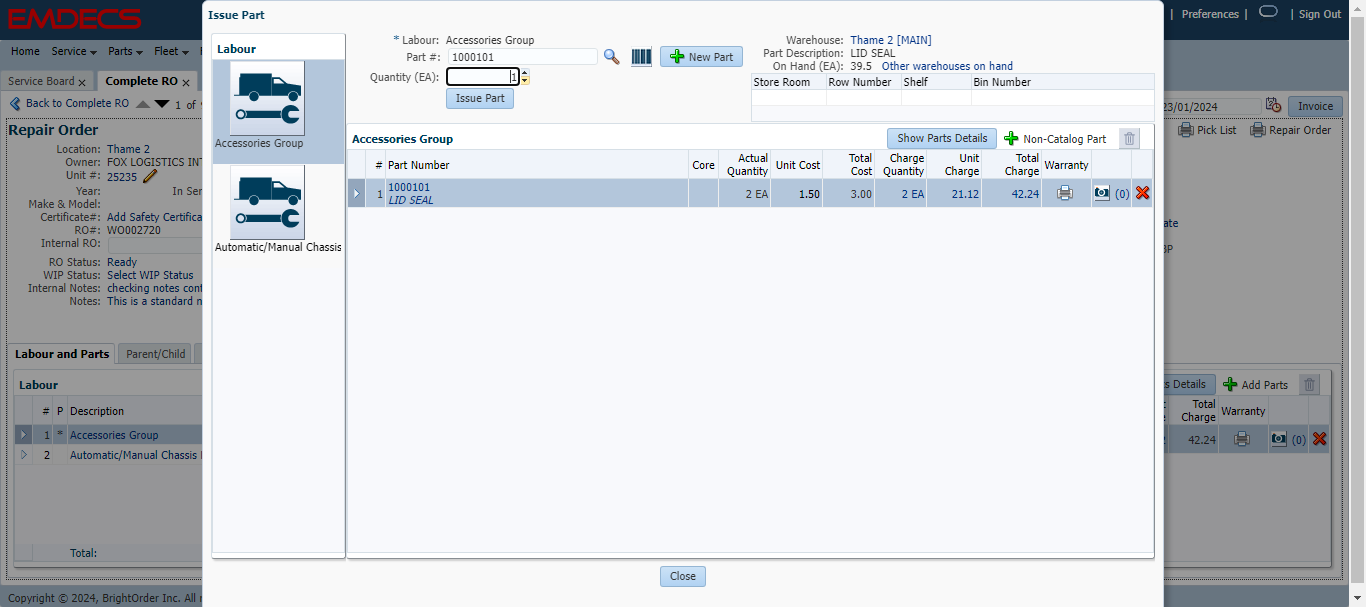 EMDECS
| Preferences | | Sign Out
Home Service Parts Fleet
Service Board x Complete RO x
Back to Complete RO 1 of
23/01/2024 Invoice
Pick List Repair Order
Repair Order
Location: Thame 2
Owner: FOX LOGISTICS INT
Unit #: 25235
Year: In Ser
Make & Model:
Certificate#: Add Safety Certifica
RO#: WO002720
Internal RO:
RO Status: Ready
WIP Status: Select WIP Status
Internal Notes: checking notes cont
Notes: This is a standard n
Labour and Parts Parent/Child
Labour
# P Description
1 * Accessories Group
2 Automatic/Manual Chassis
Total:
Copyright © 2024, BrightOrder Inc. All
Issue Part
Labour
Accessories Group
Automatic/Manual Chassis
* Labour: Accessories Group
Part #: 1000101 New Part
Quantity (EA): 1
Issue Part
Warehouse: Thame 2 [MAIN]
Part Description: LID SEAL
On Hand (EA): 39.5 Other warehouses on hand
Store Room Row Number Shelf Bin Number
Accessories Group Show Parts Details Non-Catalog Part
# Part Number Core Actual Quantity Unit Cost Total Cost Charge Quantity Unit Charge Total Charge Warranty
1 1000101 2 EA 1.50 3.00 2 EA 21.12 42.24 (0)
LID SEAL
Close
ate
BP
s Details Add Parts
Total Charge Warranty
42.24 (0)